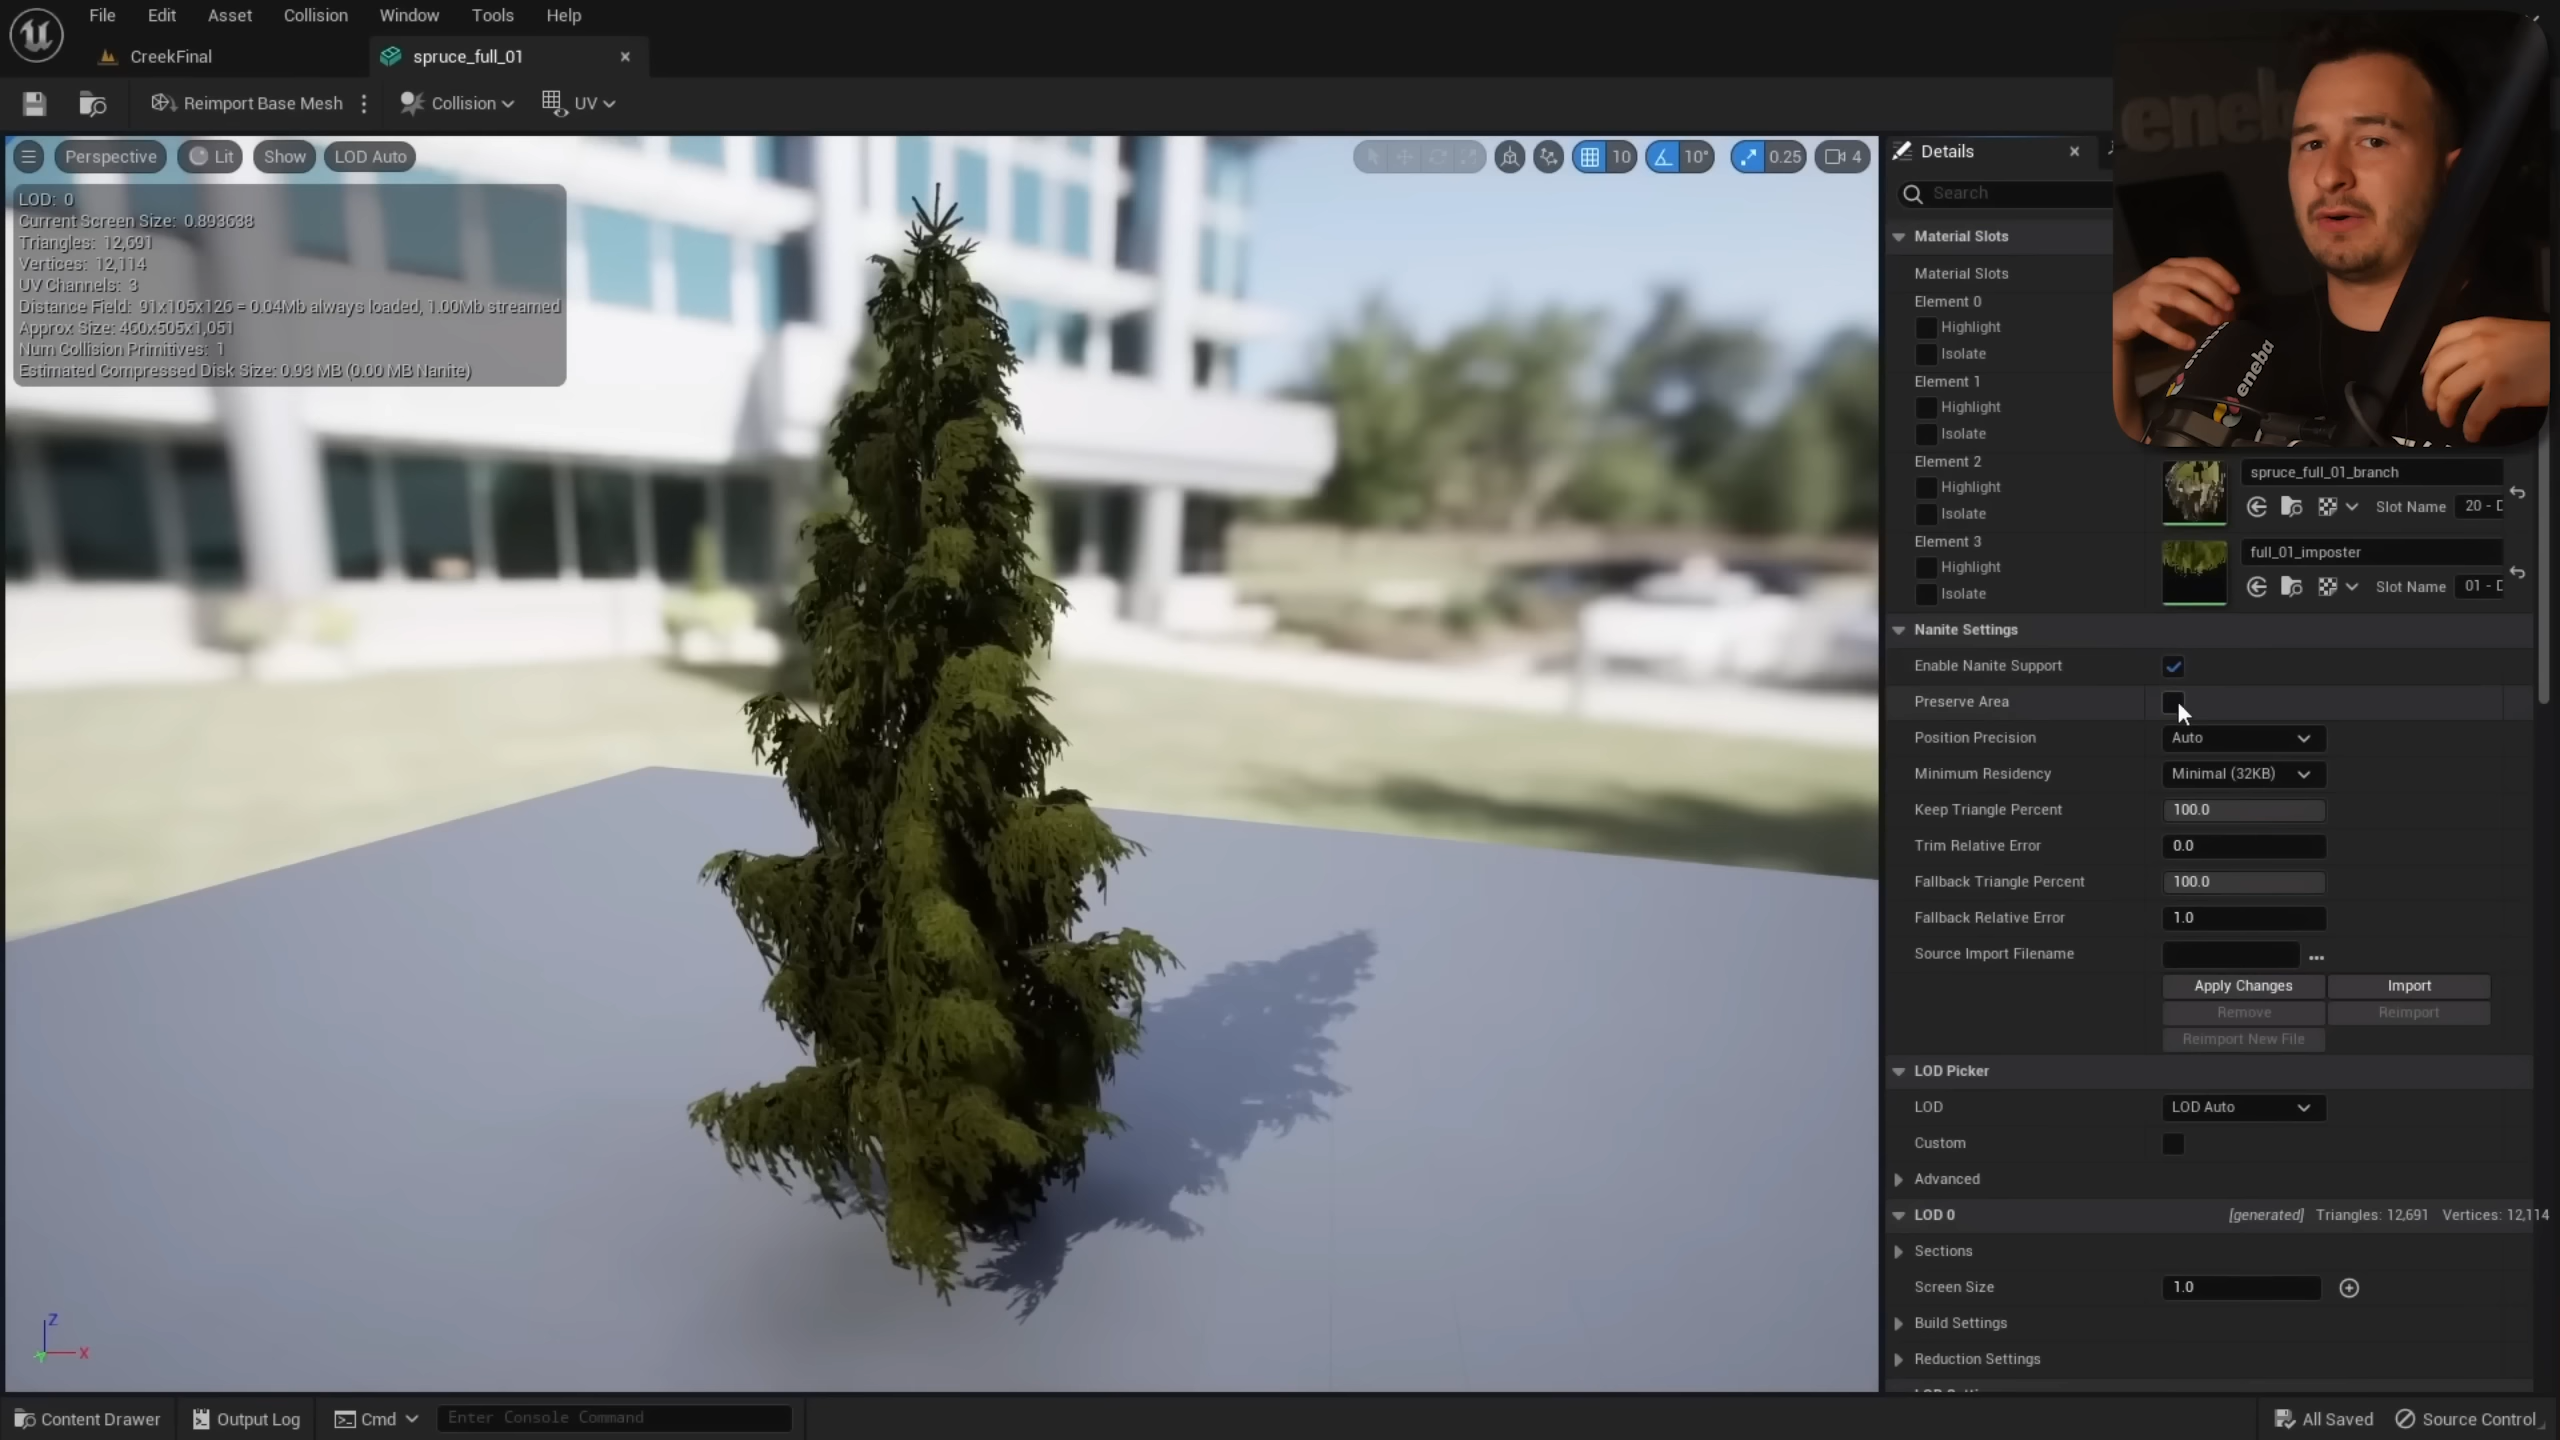 File Edit Asset Collision Window Tools Help
CreekFinal spruce_full_01
Reimport Base Mesh Collision UV
Perspective Lit Show LOD Auto 10 10° 0.25 4
LOD: 0
Current Screen Size: 0.893638
Triangles: 12,691
Vertices: 12,114
UV Channels: 3
Distance Field: 91x105x126 = 0.04Mb always loaded, 1.00Mb streamed
Approx Size: 460x505x1,051
Num Collision Primitives: 1
Estimated Compressed Disk Size: 0.93 MB (0.00 MB Nanite)
Details
Search
Material Slots
Material Slots
Element 0
Highlight
Isolate
Element 1
Highlight
Isolate
Element 2
Highlight
Isolate
spruce_full_01_branch
Slot Name 20 -
Element 3
Highlight
Isolate
full_01_imposter
Slot Name 01 -
Nanite Settings
Enable Nanite Support
Preserve Area
Position Precision Auto
Minimum Residency Minimal (32KB)
Keep Triangle Percent 100.0
Trim Relative Error 0.0
Fallback Triangle Percent 100.0
Fallback Relative Error 1.0
Source Import Filename ...
Apply Changes Import
Remove Reimport
Reimport New File
LOD Picker
LOD LOD Auto
Custom
Advanced
LOD 0 [generated] Triangles: 12,691 Vertices: 12,114
Sections
Screen Size 1.0
Build Settings
Reduction Settings
Z
X
Content Drawer Output Log Cmd Enter Console Command All Saved Source Control
eneba
eneba